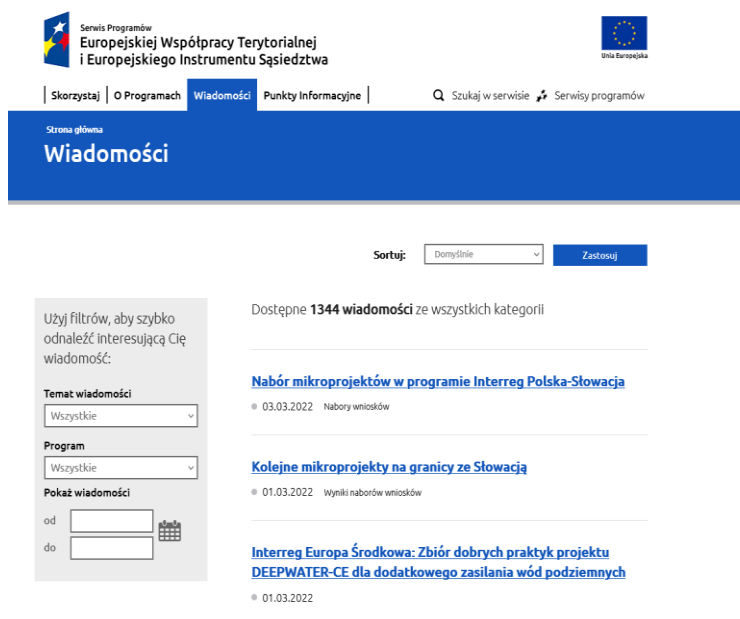 Serwis Programów
Europejskiej Współpracy Terytorialnej
i Europejskiego Instrumentu Sąsiedztwa
Unia Europejska
Skorzystaj O Programach Wiadomości Punkty Informacyjne Szukaj w serwisie Serwisy programów
Strona główna
Wiadomości
Sortuj: Domyślnie Zastosuj
Użyj filtrów, aby szybko
odnaleźć interesującą Cię
wiadomość:
Temat wiadomości
Wszystkie
Program
Wszystkie
Pokaż wiadomości
od
do
Dostępne 1344 wiadomości ze wszystkich kategorii
Nabór mikroprojektów w programie Interreg Polska-Słowacja
03.03.2022 Nabory wniosków
Kolejne mikroprojekty na granicy ze Słowacją
01.03.2022 Wyniki naborów wniosków
Interreg Europa Środkowa: Zbiór dobrych praktyk projektu
DEEPWATER-CE dla dodatkowego zasilania wód podziemnych
01.03.2022